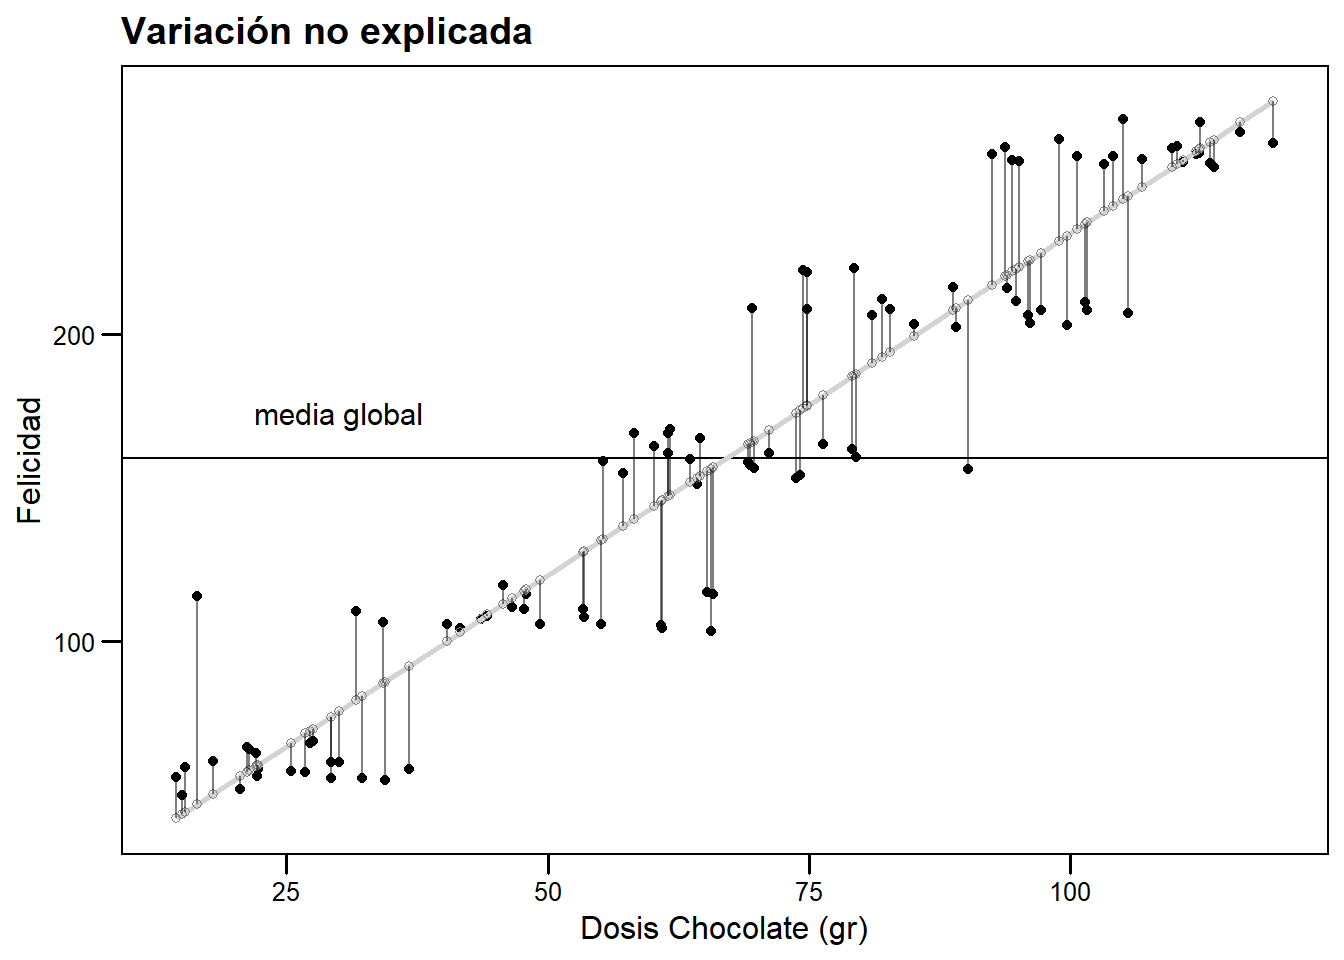 Variación no explicada
200
media global
Felicidad
100
25 50 75 100
Dosis Chocolate (gr)